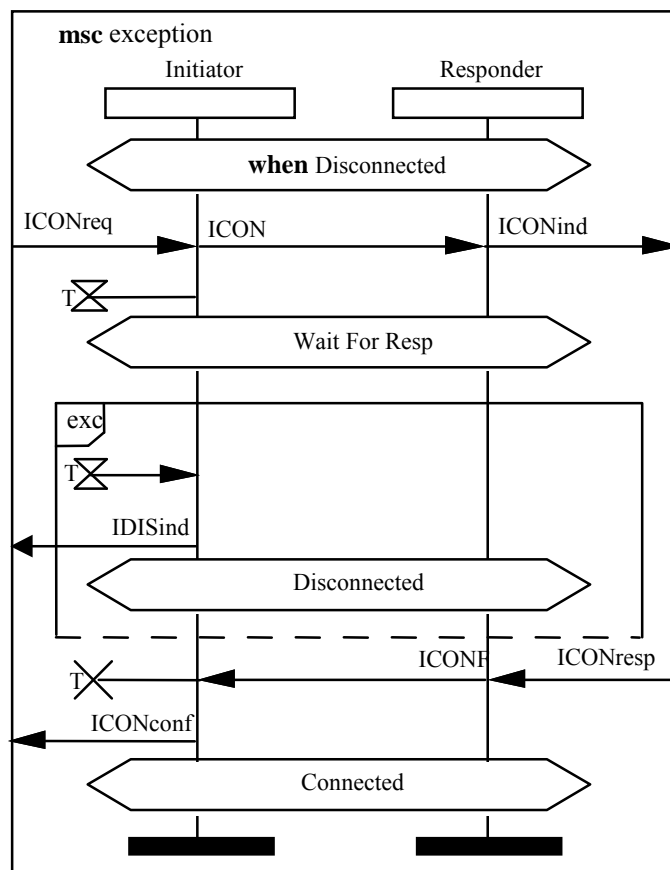 msc exception
Initiator Responder
when Disconnected
ICONreq ICON ICONind
T
Wait For Resp
exc
T
IDISind
Disconnected
T ICONF ICONresp
ICONconf
Connected